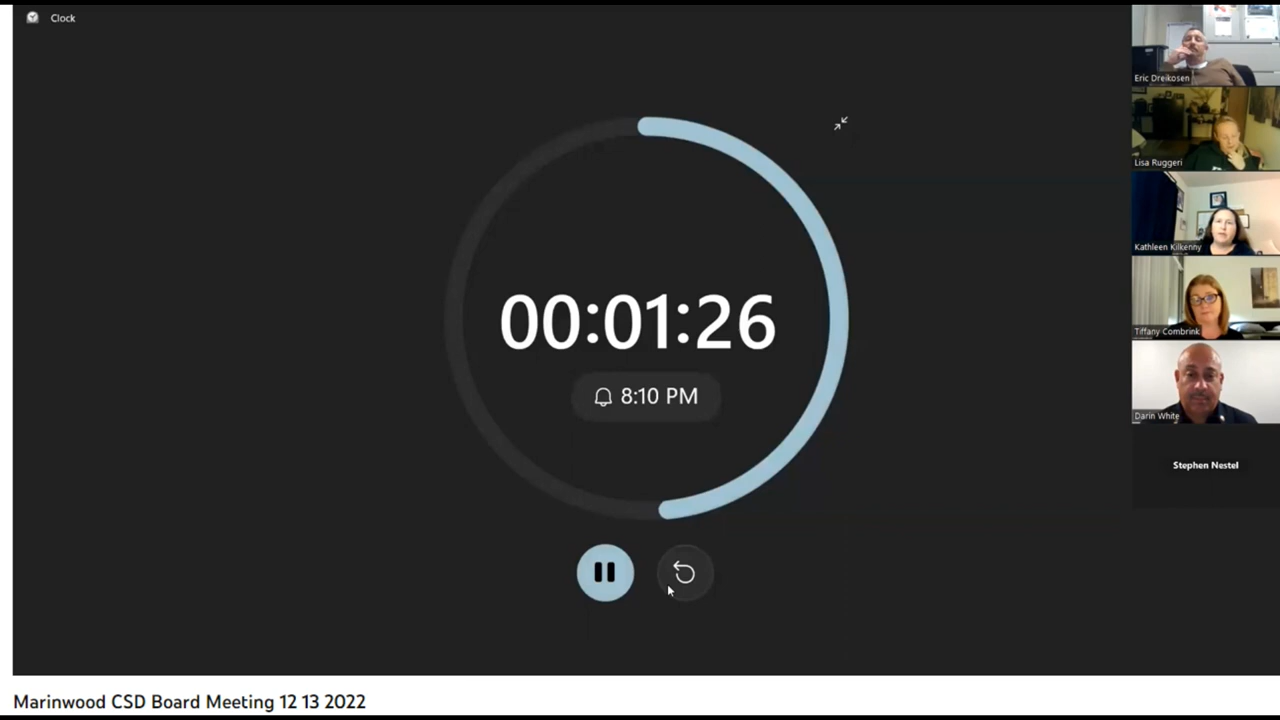 Clock
00:01:26
8:10 PM
Eric Dreikosen
Lisa Ruggeri
Kathleen Kilkenny
Tiffany Combrink
Darin White
Stephen Nestel
Marinwood CSD Board Meeting 12 13 2022